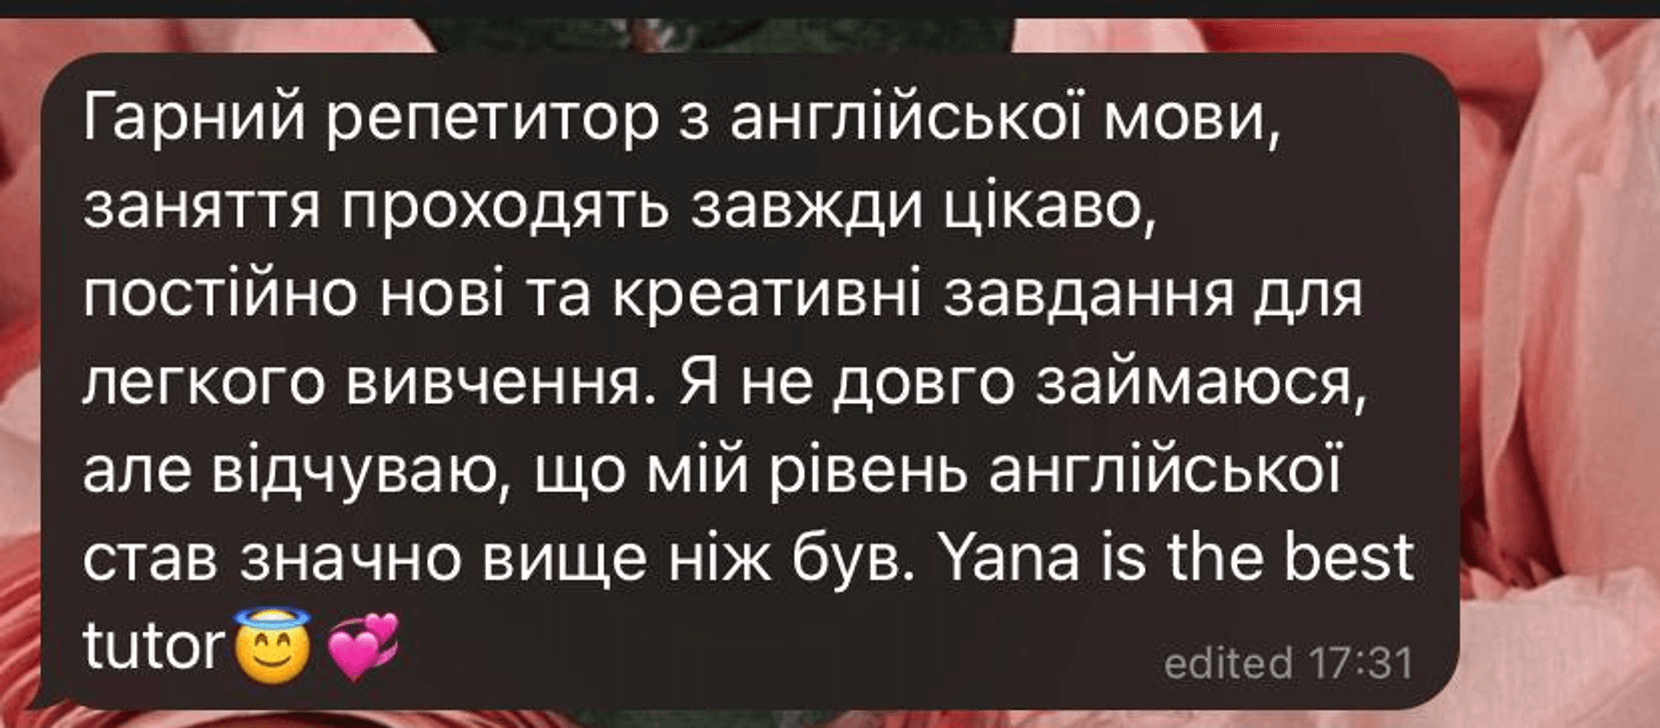 Гарний репетитор з англійської мови,
заняття проходять завжди цікаво,
постійно нові та креативні завдання для
легкого вивчення. Я не довго займаюся,
але відчуваю, що мій рівень англійської
став значно вище ніж був. Yana is the best
tutor😇💞
edited 17:31